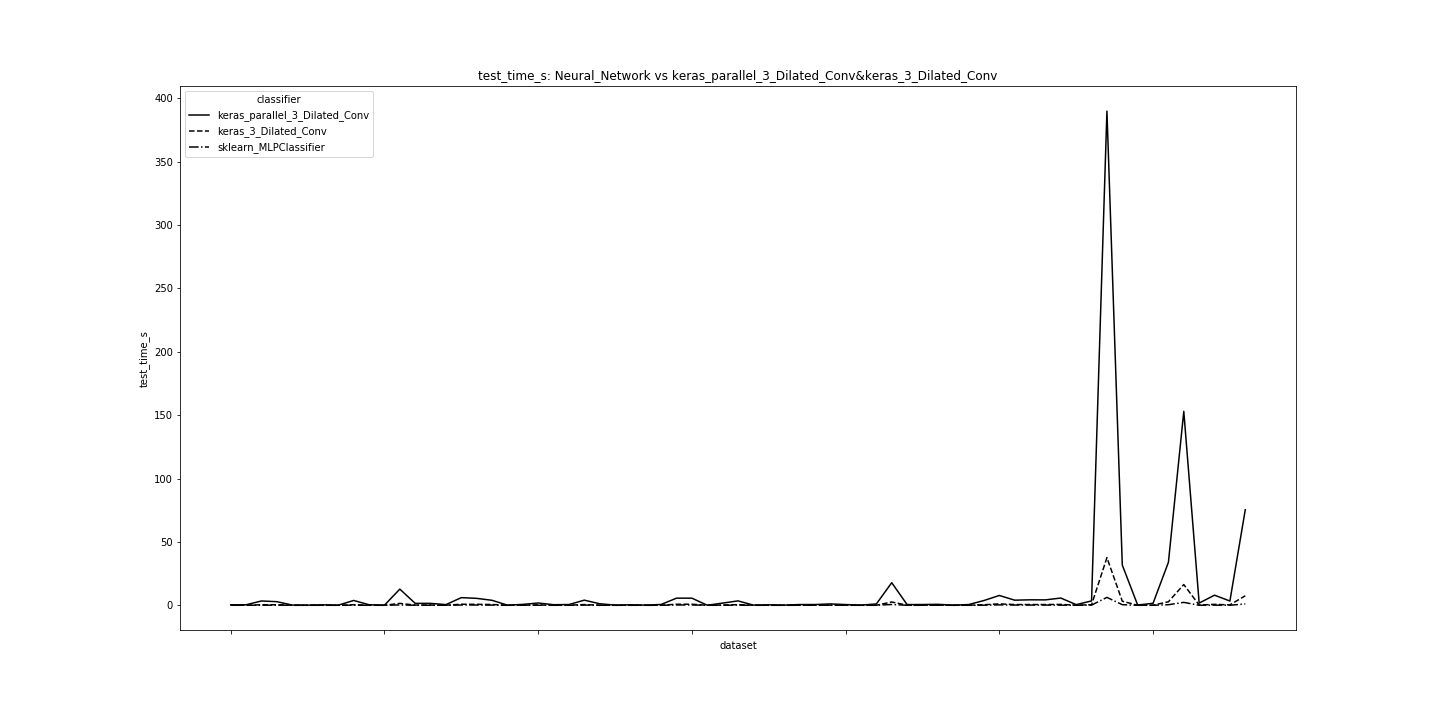 test_time_s: Neural_Network vs keras_parallel_3_Dilated_Conv&keras_3_Dilated_Conv
classifier
keras_parallel_3_Dilated_Conv
keras_3_Dilated_Conv
sklearn_MLPClassifier
400
350
300
250
200
150
100
50
0
test_time_s
dataset